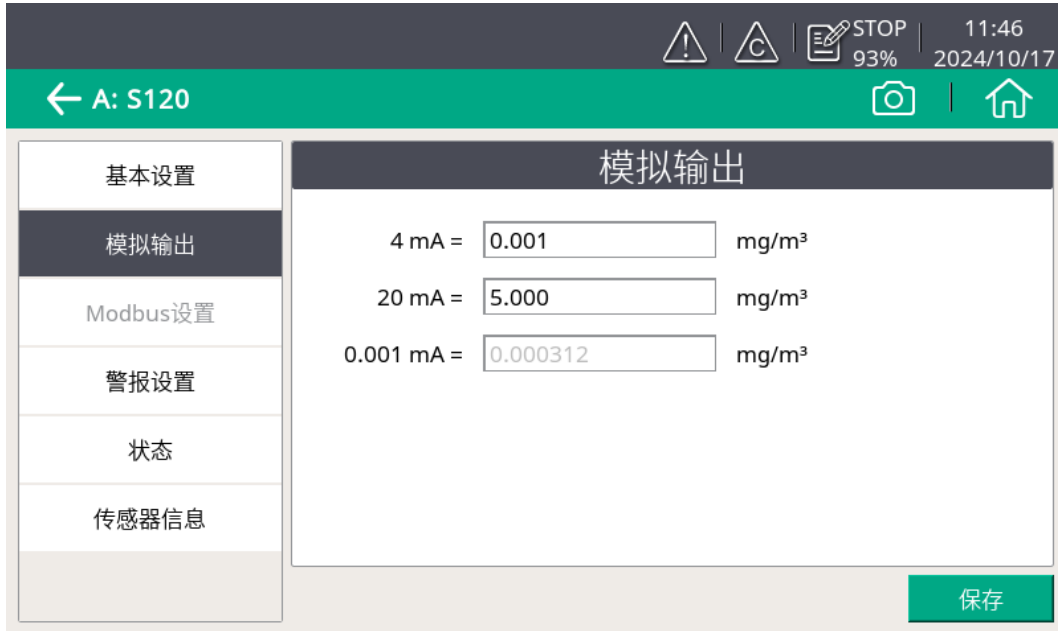 STOP 11:46
93% 2024/10/17
C
A: S120
基本设置
模拟输出
Modbus设置
警报设置
状态
传感器信息
模拟输出
4 mA = 0.001 mg/m³
20 mA = 5.000 mg/m³
0.001 mA = 0.000312 mg/m³
保存